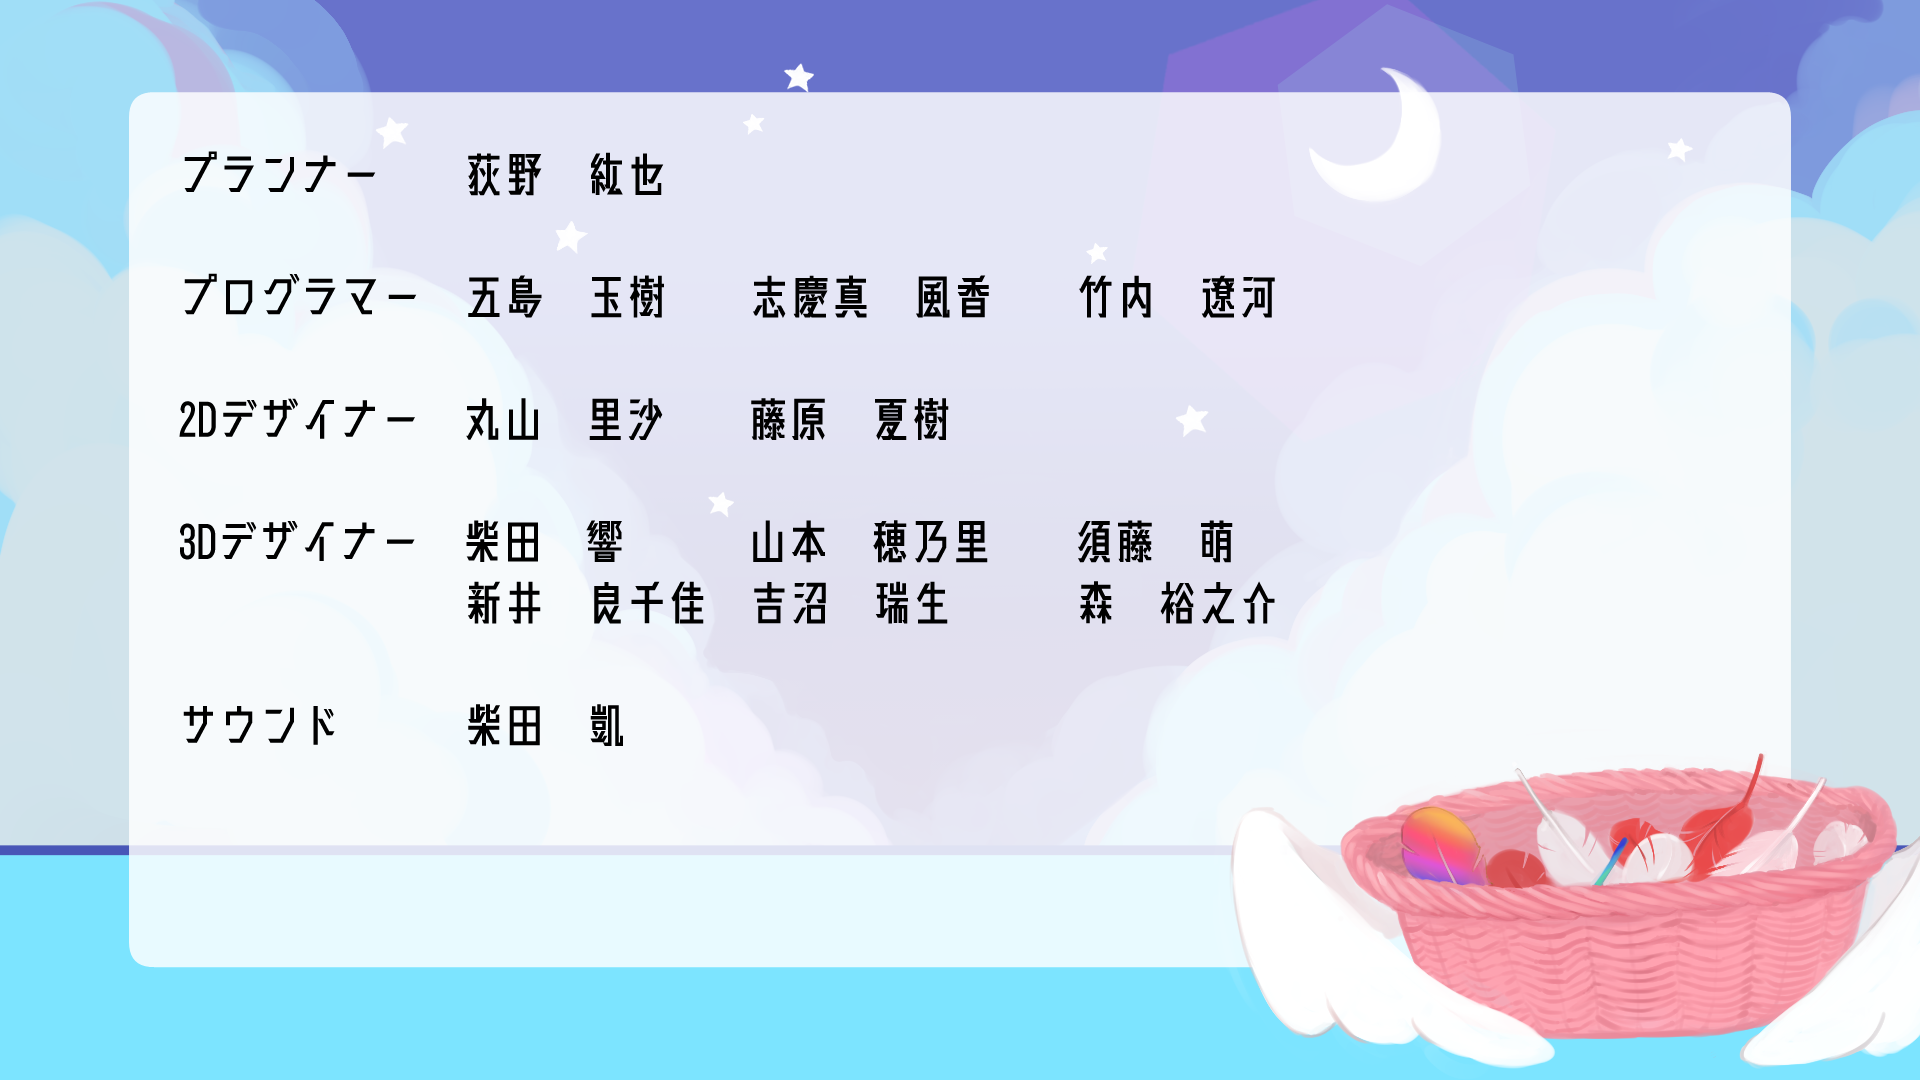 プランナー　荻野　紘也
プログラマー　五島　玉樹　志慶真　風香　竹内　遼河
2Dデザイナー　丸山　里沙　藤原　夏樹
3Dデザイナー　柴田　響　山本　穂乃里　須藤　萌
新井　良千佳　吉沼　瑞生　森　裕之介
サウンド　柴田　凱